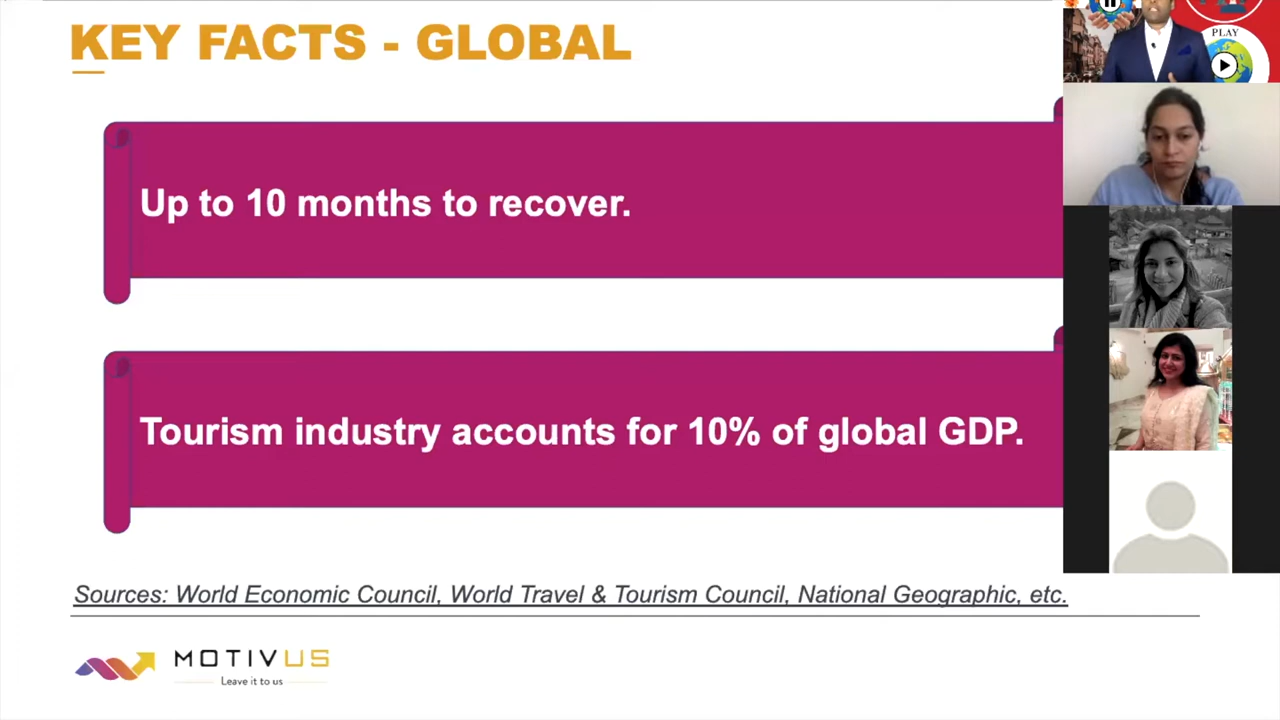 KEY FACTS - GLOBAL
PLAY
Up to 10 months to recover.
Tourism industry accounts for 10% of global GDP.
Sources: World Economic Council, World Travel & Tourism Council, National Geographic, etc.
MOTIVUS
Leave it to us